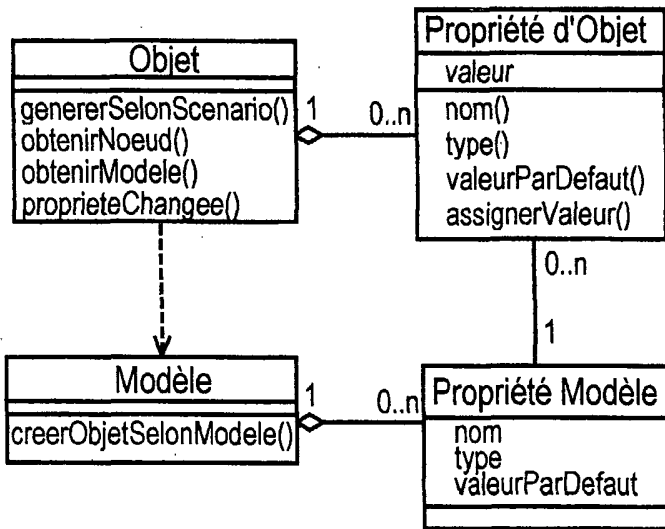 Objet
genererSelonScenario()
obtenirNoeud()
obtenirModele()
proprieteChangee()
1
0..n
Propriété d'Objet
valeur
nom()
type()
valeurParDefaut()
assignerValeur()
0..n
1
Modèle
creerObjetSelonModele()
1
0..n
Propriété Modèle
nom
type
valeurParDefaut